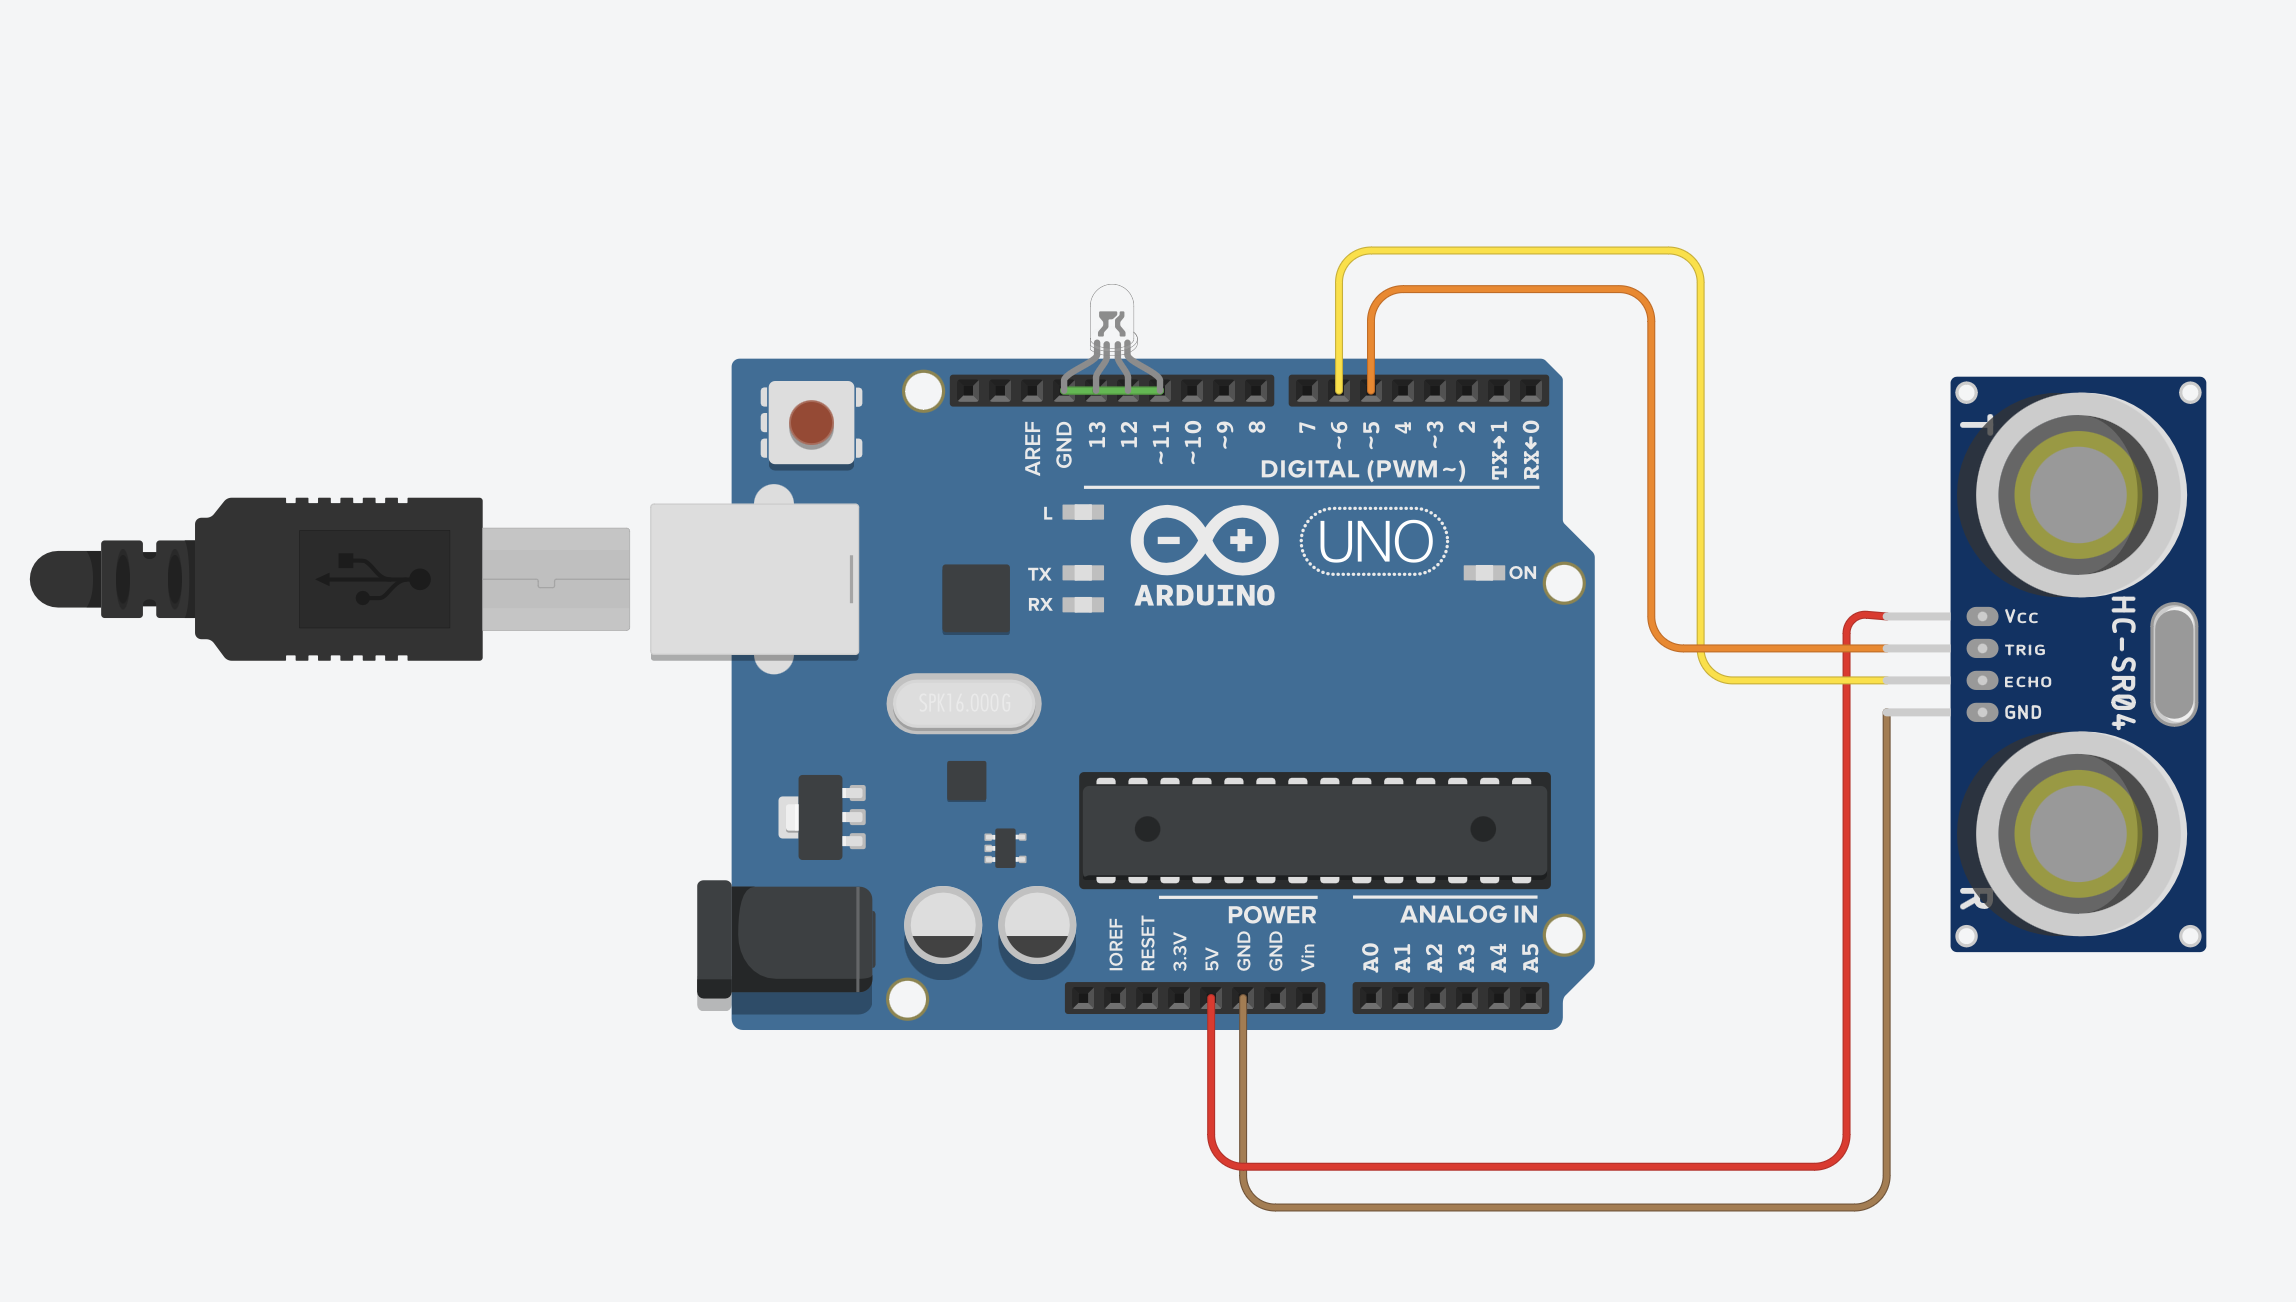 AREF
GND
13
12
~11
~10
~9
8
7
~6
~5
4
~3
2
TX→1
RX←0
DIGITAL (PWM ~)
L
TX
RX
UNO
ARDUINO
ON
SPK16.000G
T
VCC
TRIG
ECHO
GND
HC-SR04
R
POWER
ANALOG IN
IOREF
RESET
3.3V
5V
GND
GND
Vin
A0
A1
A2
A3
A4
A5